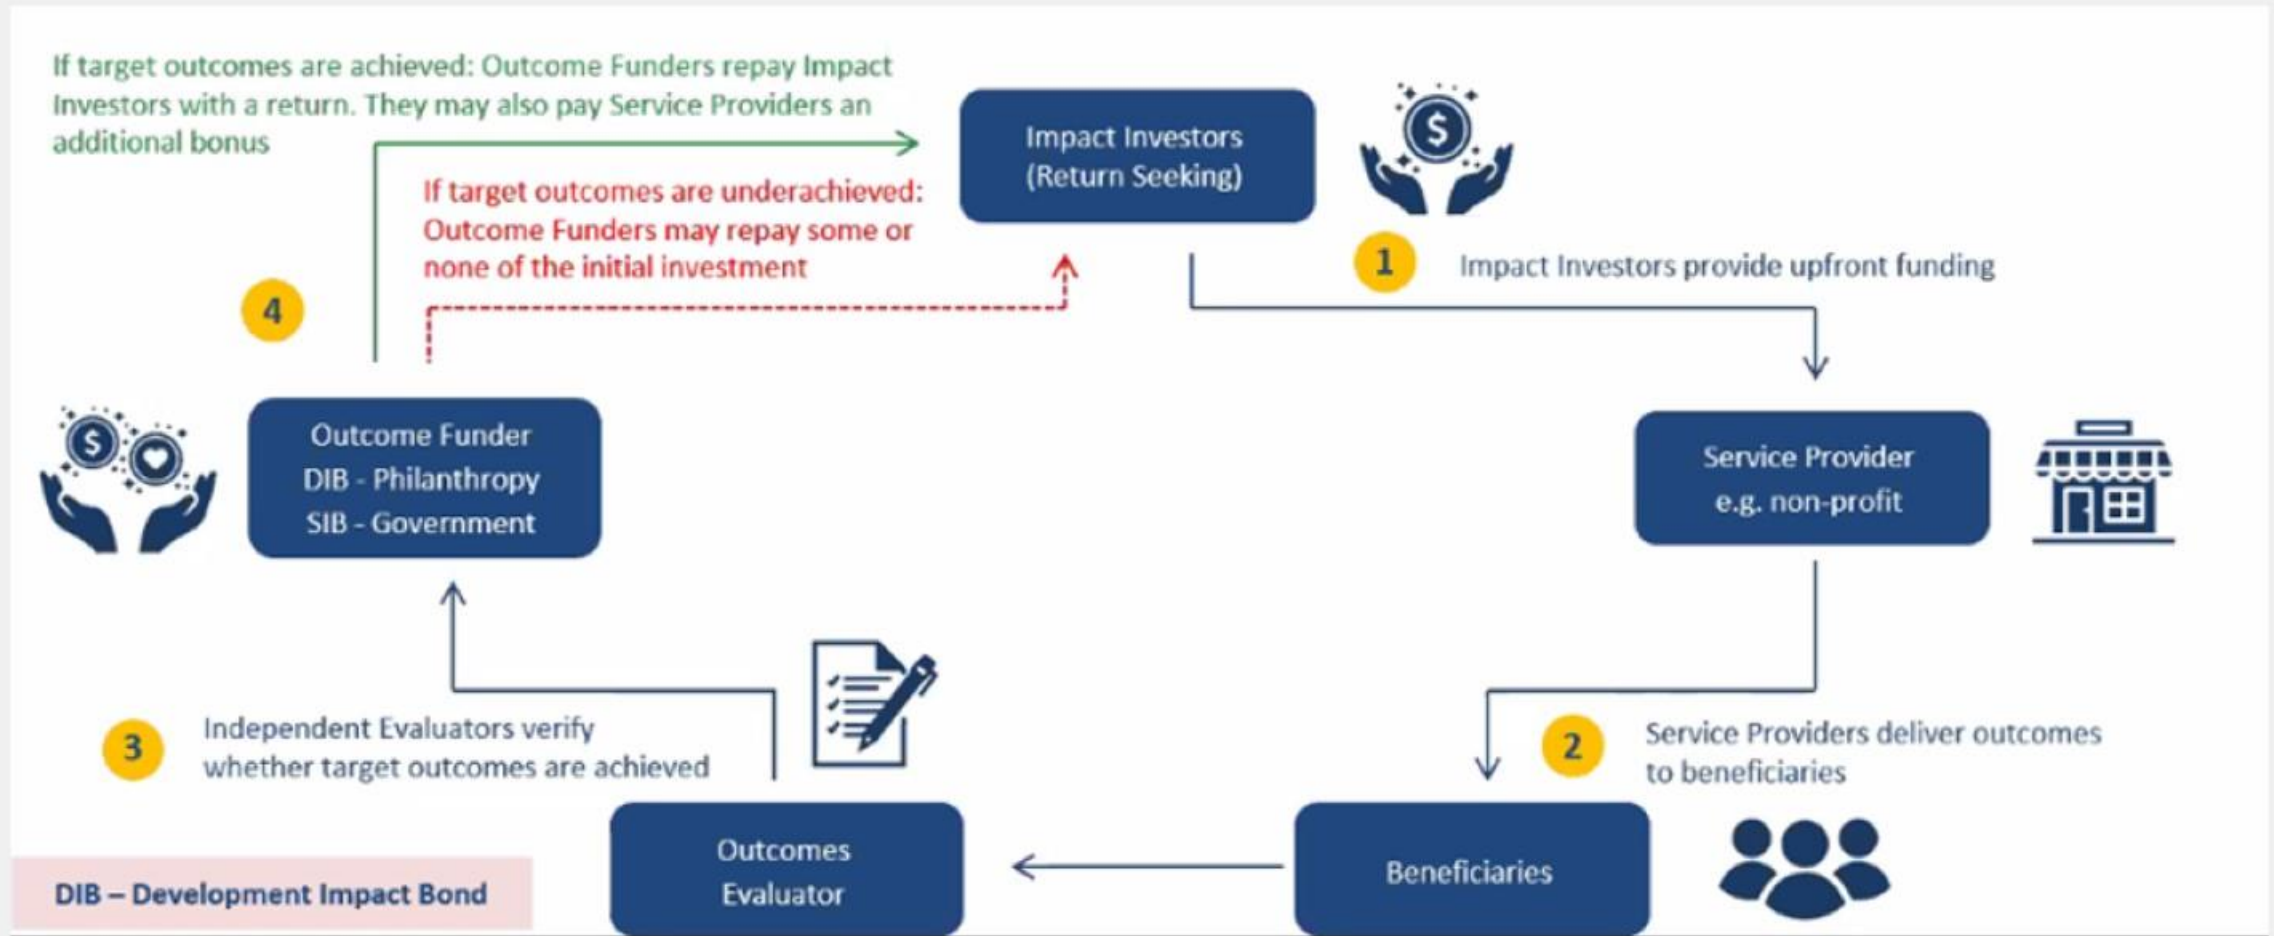 If target outcomes are achieved: Outcome Funders repay Impact
Investors with a return. They may also pay Service Providers an
additional bonus
Impact Investors
(Return Seeking)
$
If target outcomes are underachieved:
Outcome Funders may repay some or
none of the initial investment
1
Impact Investors provide upfront funding
4
$
Outcome Funder
DIB - Philanthropy
SIB - Government
Service Provider
e.g. non-profit
3
Independent Evaluators verify
whether target outcomes are achieved
2
Service Providers deliver outcomes
to beneficiaries
Outcomes
Evaluator
Beneficiaries
DIB – Development Impact Bond